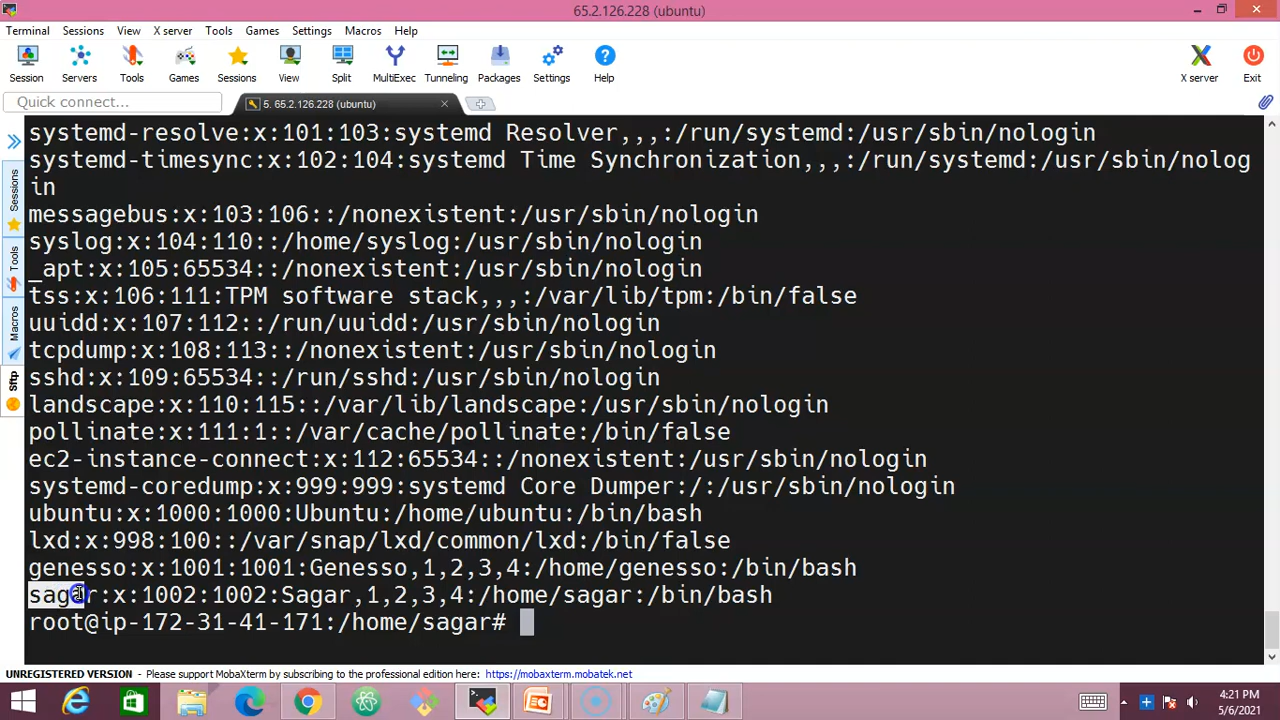 65.2.126.228 (ubuntu)
Terminal Sessions View X server Tools Games Settings Macros Help
Session Servers Tools Games Sessions View Split MultiExec Tunneling Packages Settings Help X server Exit
Quick connect... 5. 65.2.126.228 (ubuntu)
Sessions
Tools
Macros
Sftp
systemd-resolve:x:101:103:systemd Resolver,,,:/run/systemd:/usr/sbin/nologin
systemd-timesync:x:102:104:systemd Time Synchronization,,,:/run/systemd:/usr/sbin/nolog
in
messagebus:x:103:106::/nonexistent:/usr/sbin/nologin
syslog:x:104:110::/home/syslog:/usr/sbin/nologin
_apt:x:105:65534::/nonexistent:/usr/sbin/nologin
tss:x:106:111:TPM software stack,,,:/var/lib/tpm:/bin/false
uuidd:x:107:112::/run/uuidd:/usr/sbin/nologin
tcpdump:x:108:113::/nonexistent:/usr/sbin/nologin
sshd:x:109:65534::/run/sshd:/usr/sbin/nologin
landscape:x:110:115::/var/lib/landscape:/usr/sbin/nologin
pollinate:x:111:1::/var/cache/pollinate:/bin/false
ec2-instance-connect:x:112:65534::/nonexistent:/usr/sbin/nologin
systemd-coredump:x:999:999:systemd Core Dumper:/:/usr/sbin/nologin
ubuntu:x:1000:1000:Ubuntu:/home/ubuntu:/bin/bash
lxd:x:998:100::/var/snap/lxd/common/lxd:/bin/false
genesso:x:1001:1001:Genesso,1,2,3,4:/home/genesso:/bin/bash
sagar:x:1002:1002:Sagar,1,2,3,4:/home/sagar:/bin/bash
root@ip-172-31-41-171:/home/sagar#
UNREGISTERED VERSION - Please support MobaXterm by subscribing to the professional edition here: https://mobaxterm.mobatek.net
4:21 PM
5/6/2021